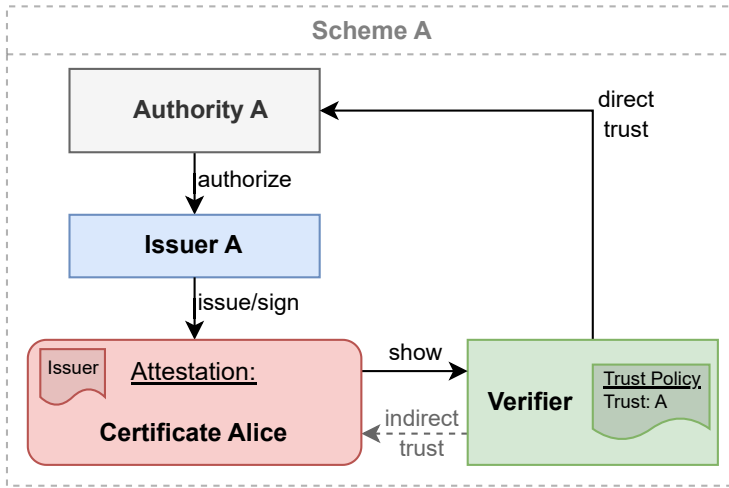 Scheme A
Authority A
direct
trust
authorize
Issuer A
issue/sign
Issuer
Attestation:
Certificate Alice
show
indirect
trust
Verifier
Trust Policy
Trust: A